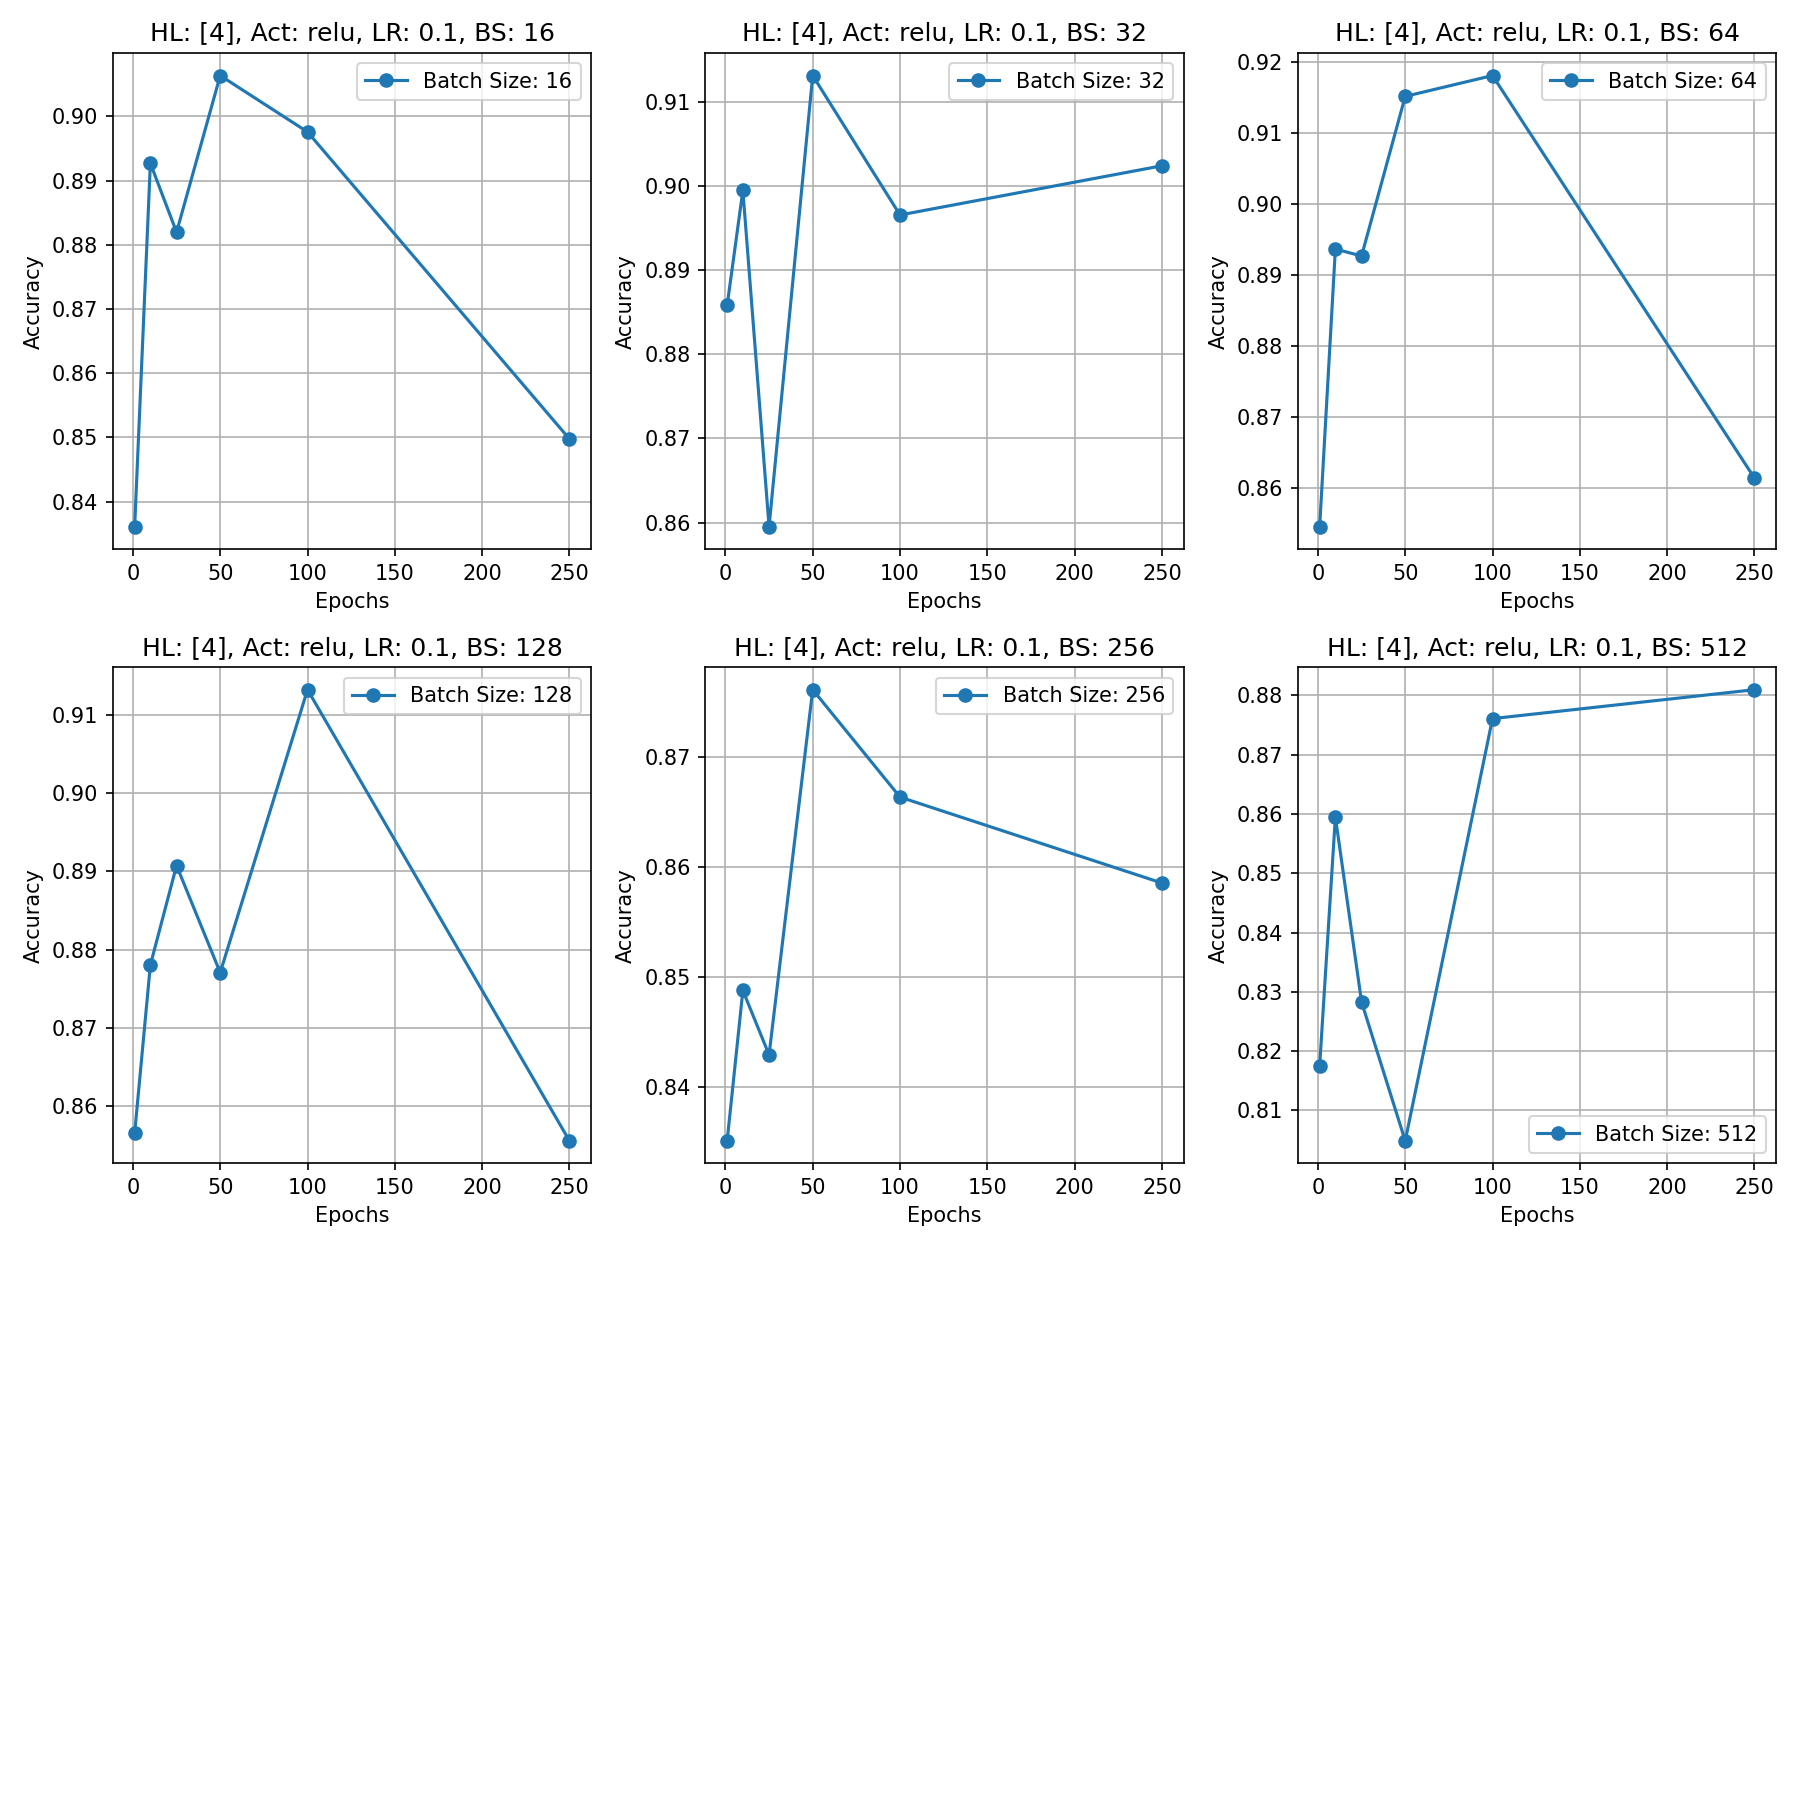 HL: [4], Act: relu, LR: 0.1, BS: 16
Batch Size: 16
0.90
0.89
0.88
0.87
0.86
0.85
0.84
Accuracy
0 50 100 150 200 250
Epochs
HL: [4], Act: relu, LR: 0.1, BS: 32
Batch Size: 32
0.91
0.90
0.89
0.88
0.87
0.86
Accuracy
0 50 100 150 200 250
Epochs
HL: [4], Act: relu, LR: 0.1, BS: 64
Batch Size: 64
0.92
0.91
0.90
0.89
0.88
0.87
0.86
Accuracy
0 50 100 150 200 250
Epochs
HL: [4], Act: relu, LR: 0.1, BS: 128
Batch Size: 128
0.91
0.90
0.89
0.88
0.87
0.86
Accuracy
0 50 100 150 200 250
Epochs
HL: [4], Act: relu, LR: 0.1, BS: 256
Batch Size: 256
0.87
0.86
0.85
0.84
Accuracy
0 50 100 150 200 250
Epochs
HL: [4], Act: relu, LR: 0.1, BS: 512
0.88
0.87
0.86
0.85
0.84
0.83
0.82
0.81
Accuracy
Batch Size: 512
0 50 100 150 200 250
Epochs